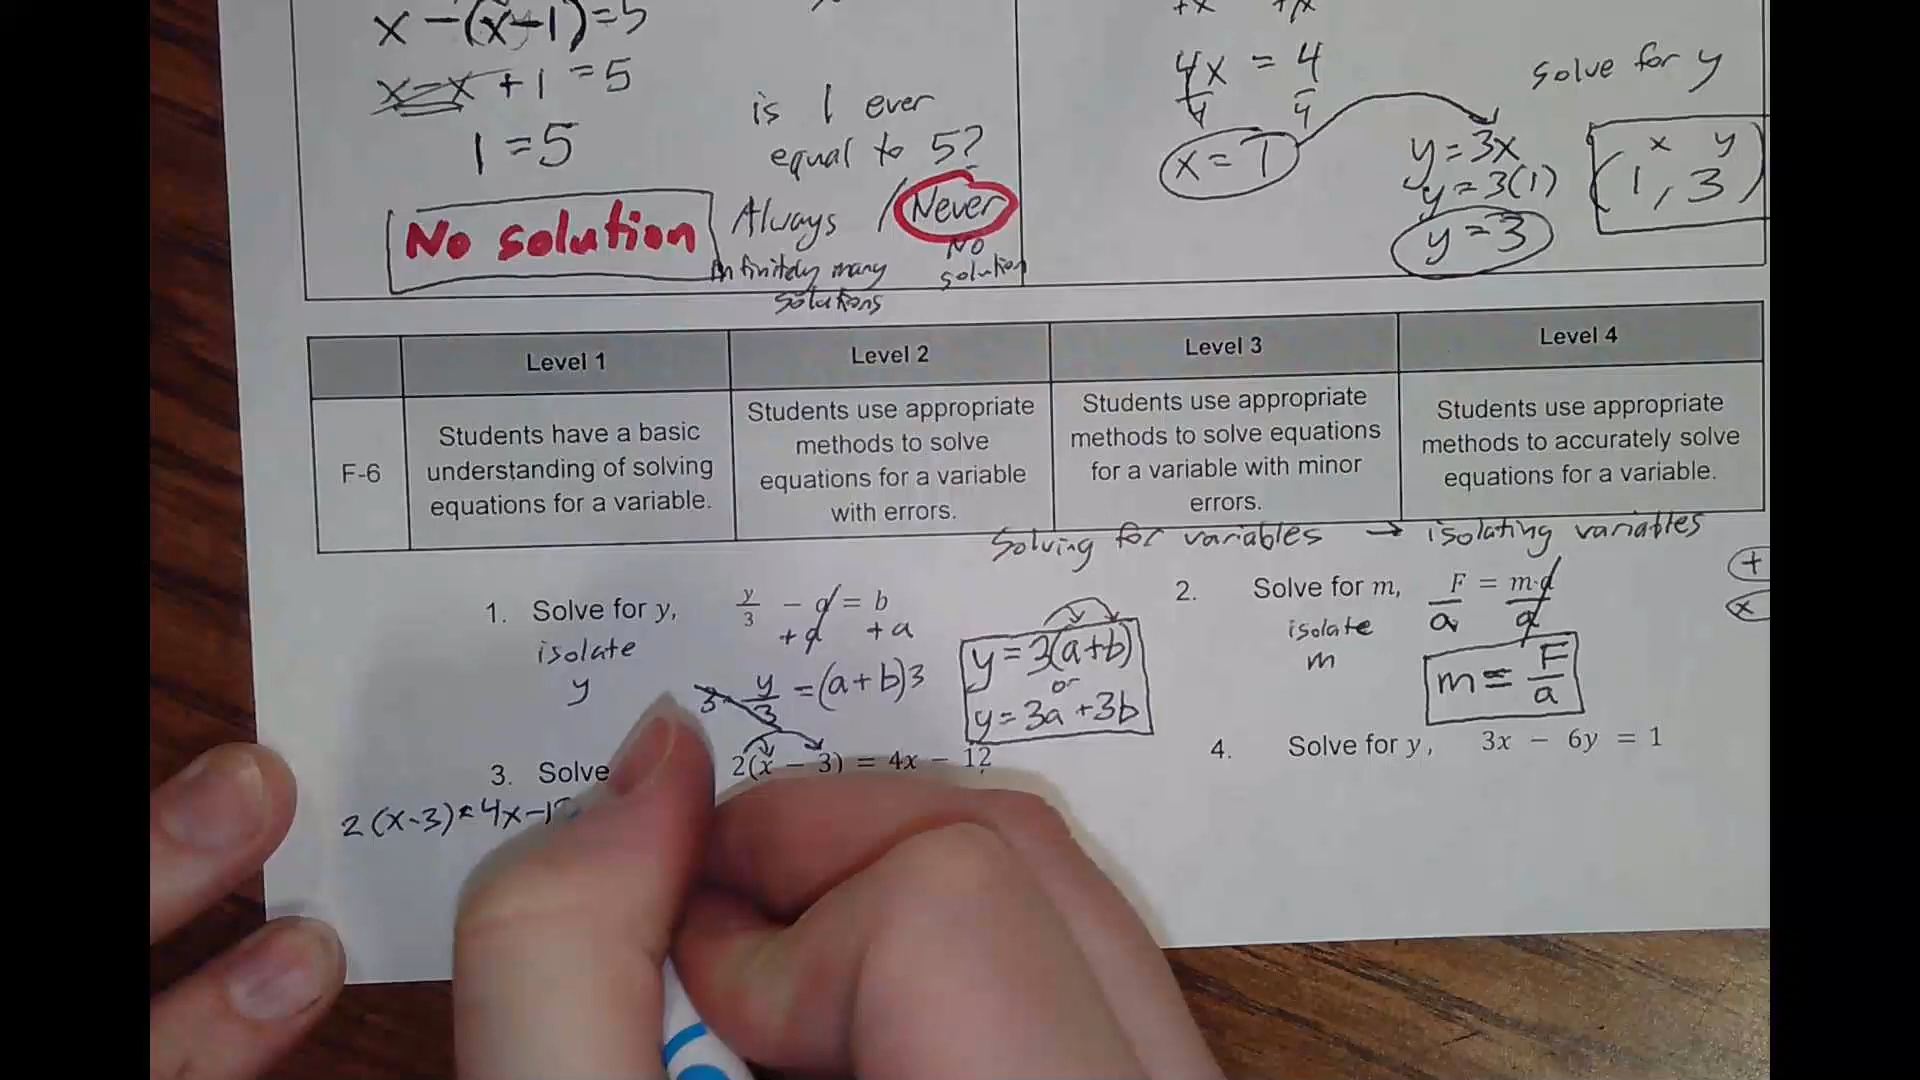 x - (x-1) = 5
x - x + 1 = 5
1 = 5
No solution
is 1 ever
equal to 5?
Always / Never
Infinitely many
solutions
No
solution
+x +x
4x = 4
4 4
x = 1
solve for y
y = 3x
y = 3(1)
y = 3
x y
(1, 3)
Level 1
Level 2
Level 3
Level 4
F-6
Students have a basic
understanding of solving
equations for a variable.
Students use appropriate
methods to solve
equations for a variable
with errors.
Students use appropriate
methods to solve equations
for a variable with minor
errors.
Students use appropriate
methods to accurately solve
equations for a variable.
Solving for variables → isolating variables
+
x
1. Solve for y, y/3 - a = b
+a +a
isolate
y
3 · y/3 = (a+b)3
y = 3(a+b)
or
y = 3a + 3b
2. Solve for m, F = m·a
a a
isolate
m
m = F/a
3. Solve 2(x - 3) = 4x - 12
2(x-3) = 4x-12
4. Solve for y, 3x - 6y = 1